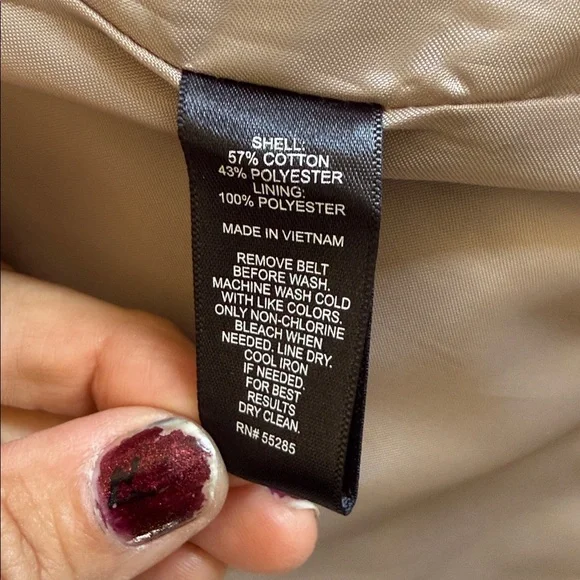 SHELL:
57% COTTON
43% POLYESTER
LINING:
100% POLYESTER
MADE IN VIETNAM
REMOVE BELT
BEFORE WASH.
MACHINE WASH COLD
WITH LIKE COLORS.
ONLY NON-CHLORINE
BLEACH WHEN
NEEDED. LINE DRY.
COOL IRON
IF NEEDED.
FOR BEST
RESULTS
DRY CLEAN.
RN# 55285